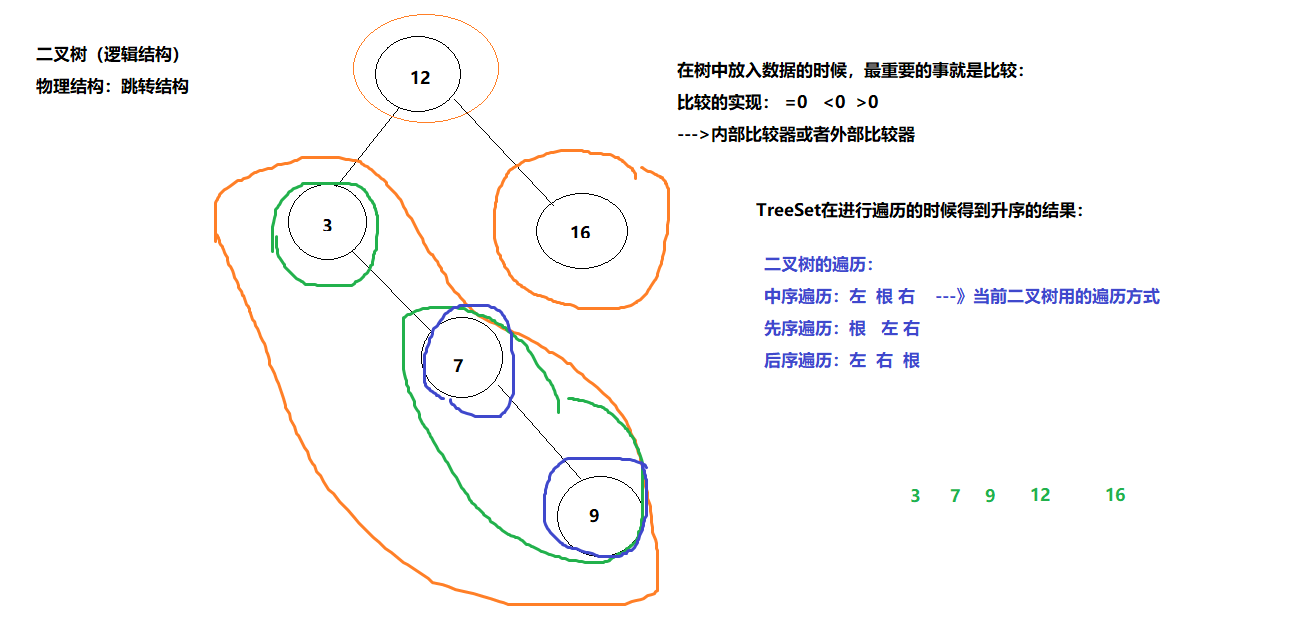 二叉树（逻辑结构）
物理结构：跳转结构
12
3
16
7
9
在树中放入数据的时候，最重要的事就是比较：
比较的实现： =0 <0 >0
--->内部比较器或者外部比较器
TreeSet在进行遍历的时候得到升序的结果：
二叉树的遍历：
中序遍历：左 根 右 ---》当前二叉树用的遍历方式
先序遍历：根 左 右
后序遍历：左 右 根
3 7 9 12 16